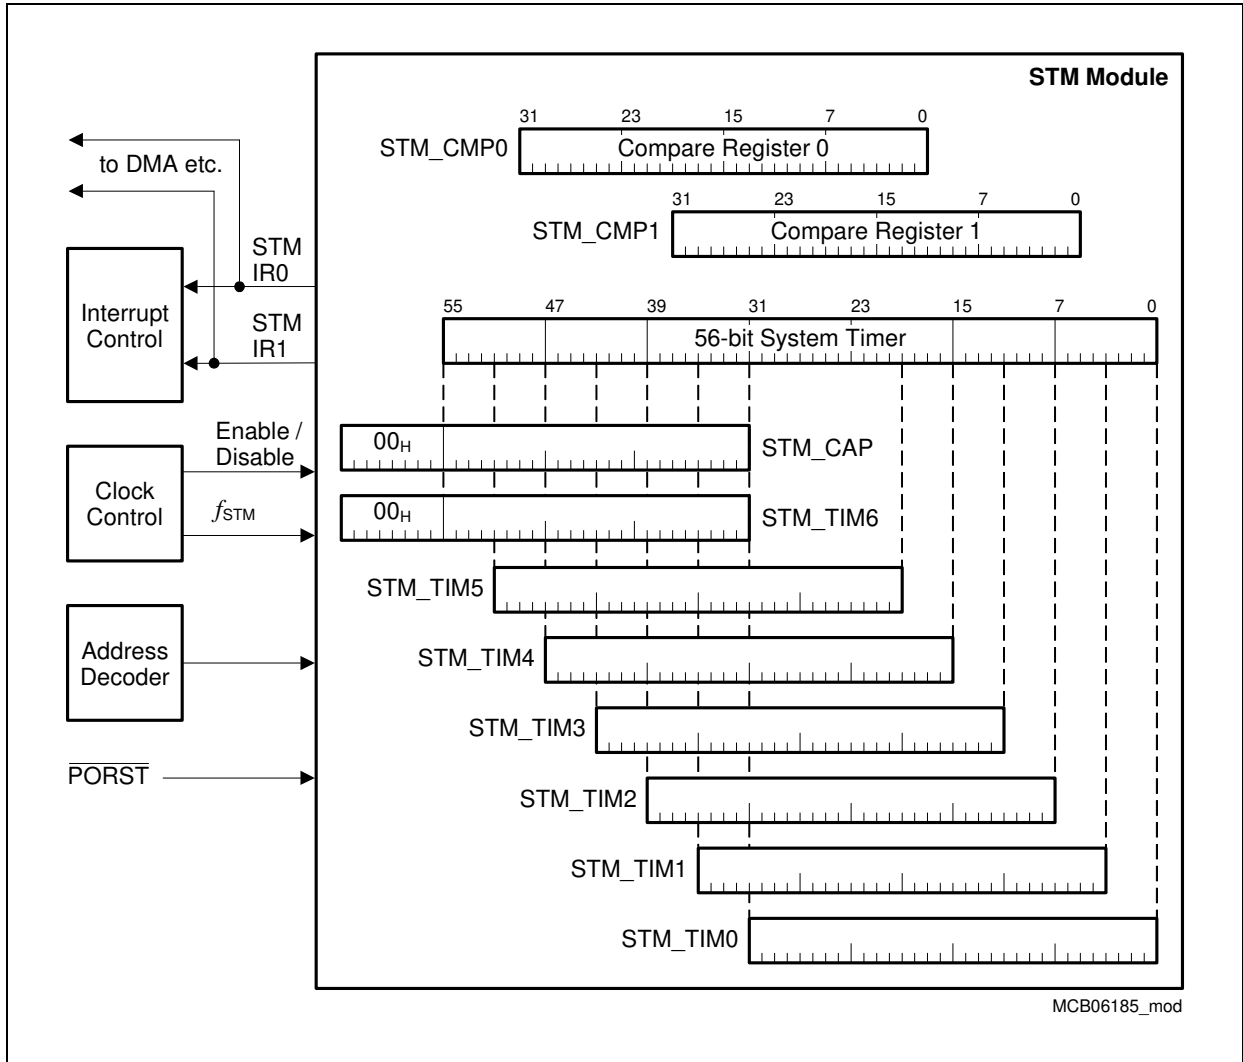 STM Module
31 23 15 7 0
STM_CMP0 Compare Register 0
to DMA etc.
31 23 15 7 0
STM_CMP1 Compare Register 1
Interrupt
Control
STM
IR0
STM
IR1
55 47 39 31 23 15 7 0
56-bit System Timer
Enable /
Disable
Clock
Control
fSTM
00H STM_CAP
00H STM_TIM6
STM_TIM5
Address
Decoder
STM_TIM4
STM_TIM3
PORST
STM_TIM2
STM_TIM1
STM_TIM0
MCB06185_mod